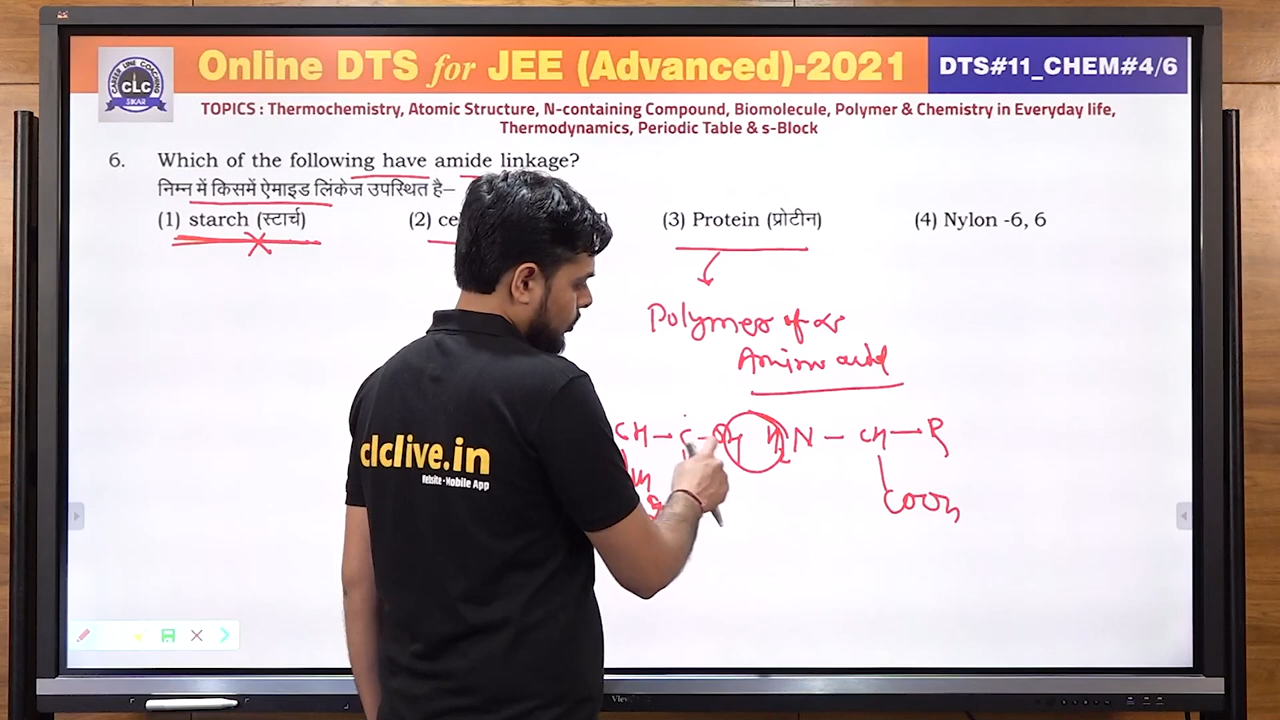 Online DTS for JEE (Advanced)-2021
DTS#11_CHEM#4/6
CAREER LINE COACHING
CLC
SIKAR
TOPICS : Thermochemistry, Atomic Structure, N-containing Compound, Biomolecule, Polymer & Chemistry in Everyday life,
Thermodynamics, Periodic Table & s-Block
6. Which of the following have amide linkage?
निम्न में किसमें ऐमाइड लिंकेज उपस्थित है–
(1) starch (स्टार्च) (2) (3) Protein (प्रोटीन) (4) Nylon -6, 6
Polymers of
Amino acid
CH – C – OH H2N – CH – R
COOH
clclive.in
Website • Mobile App